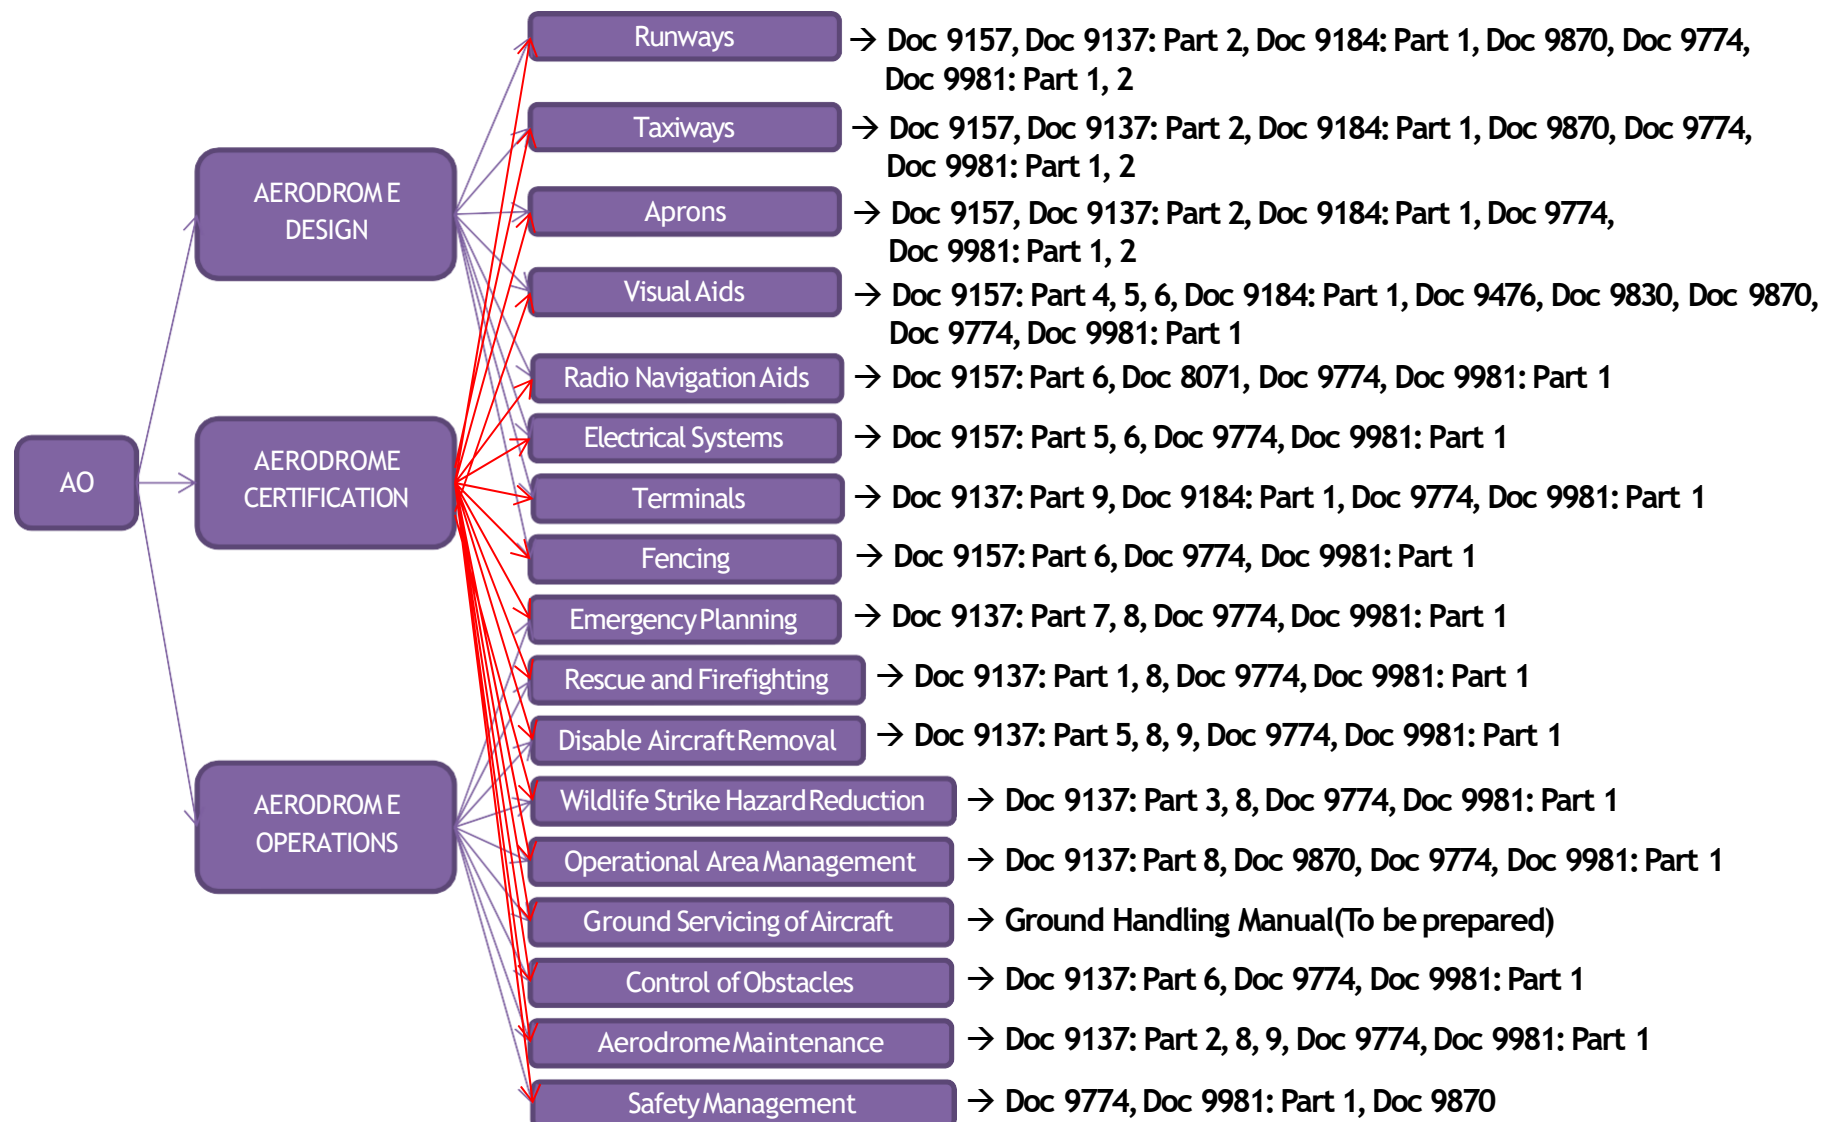 AO
AERODROME
DESIGN
AERODROME
CERTIFICATION
AERODROME
OPERATIONS
Runways
→ Doc 9157, Doc 9137: Part 2, Doc 9184: Part 1, Doc 9870, Doc 9774,
Doc 9981: Part 1, 2
Taxiways
→ Doc 9157, Doc 9137: Part 2, Doc 9184: Part 1, Doc 9870, Doc 9774,
Doc 9981: Part 1, 2
Aprons
→ Doc 9157, Doc 9137: Part 2, Doc 9184: Part 1, Doc 9774,
Doc 9981: Part 1, 2
Visual Aids
→ Doc 9157: Part 4, 5, 6, Doc 9184: Part 1, Doc 9476, Doc 9830, Doc 9870,
Doc 9774, Doc 9981: Part 1
Radio Navigation Aids
→ Doc 9157: Part 6, Doc 8071, Doc 9774, Doc 9981: Part 1
Electrical Systems
→ Doc 9157: Part 5, 6, Doc 9774, Doc 9981: Part 1
Terminals
→ Doc 9137: Part 9, Doc 9184: Part 1, Doc 9774, Doc 9981: Part 1
Fencing
→ Doc 9157: Part 6, Doc 9774, Doc 9981: Part 1
Emergency Planning
→ Doc 9137: Part 7, 8, Doc 9774, Doc 9981: Part 1
Rescue and Firefighting
→ Doc 9137: Part 1, 8, Doc 9774, Doc 9981: Part 1
Disable Aircraft Removal
→ Doc 9137: Part 5, 8, 9, Doc 9774, Doc 9981: Part 1
Wildlife Strike Hazard Reduction
→ Doc 9137: Part 3, 8, Doc 9774, Doc 9981: Part 1
Operational Area Management
→ Doc 9137: Part 8, Doc 9870, Doc 9774, Doc 9981: Part 1
Ground Servicing of Aircraft
→ Ground Handling Manual(To be prepared)
Control of Obstacles
→ Doc 9137: Part 6, Doc 9774, Doc 9981: Part 1
Aerodrome Maintenance
→ Doc 9137: Part 2, 8, 9, Doc 9774, Doc 9981: Part 1
Safety Management
→ Doc 9774, Doc 9981: Part 1, Doc 9870